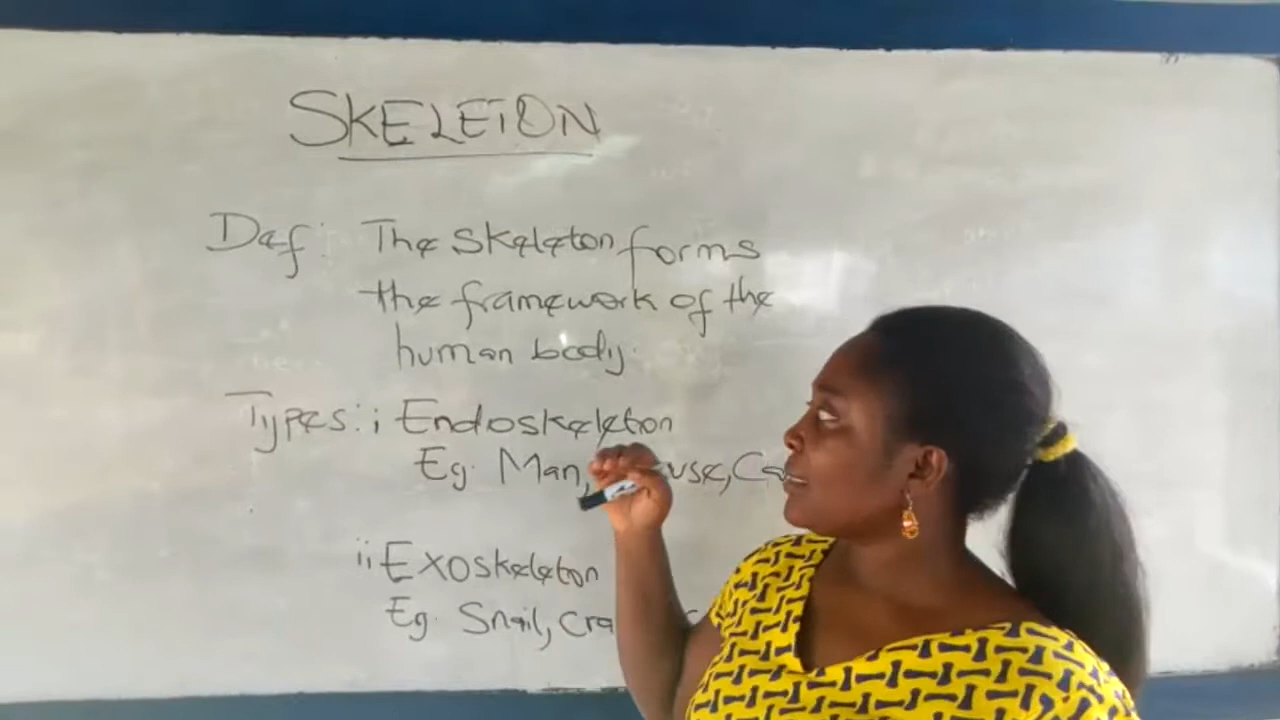 SKELETON
Def: The skeleton forms
the framework of the
human body.
Types: i Endoskeleton
Eg. Man,
ii Exoskeleton
Eg. Snail,